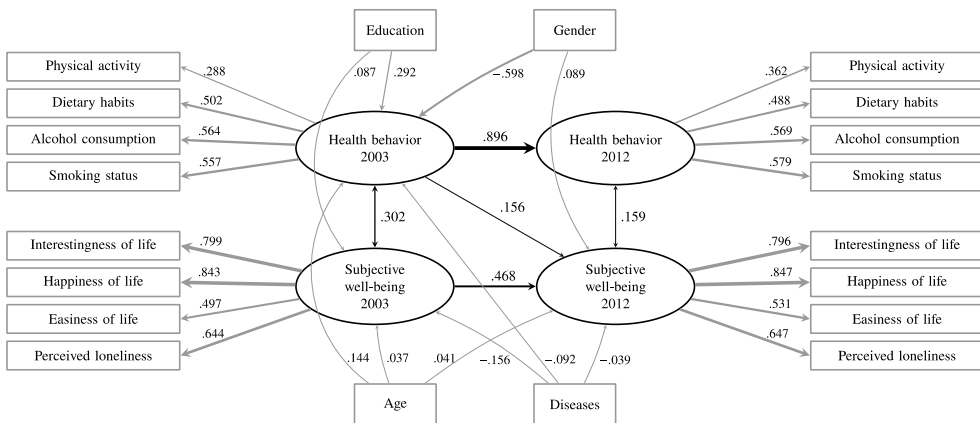 Education
Gender
.087
.292
−.598
.089
Physical activity
.288
Dietary habits
.502
Alcohol consumption
.564
Smoking status
.557
Health behavior
2003
.896
Health behavior
2012
.362
Physical activity
.488
Dietary habits
.569
Alcohol consumption
.579
Smoking status
.302
.156
.159
Interestingness of life
.799
Happiness of life
.843
Easiness of life
.497
Perceived loneliness
.644
Subjective
well-being
2003
.468
Subjective
well-being
2012
.796
Interestingness of life
.847
Happiness of life
.531
Easiness of life
.647
Perceived loneliness
.144
.037
.041
−.156
−.092
−.039
Age
Diseases